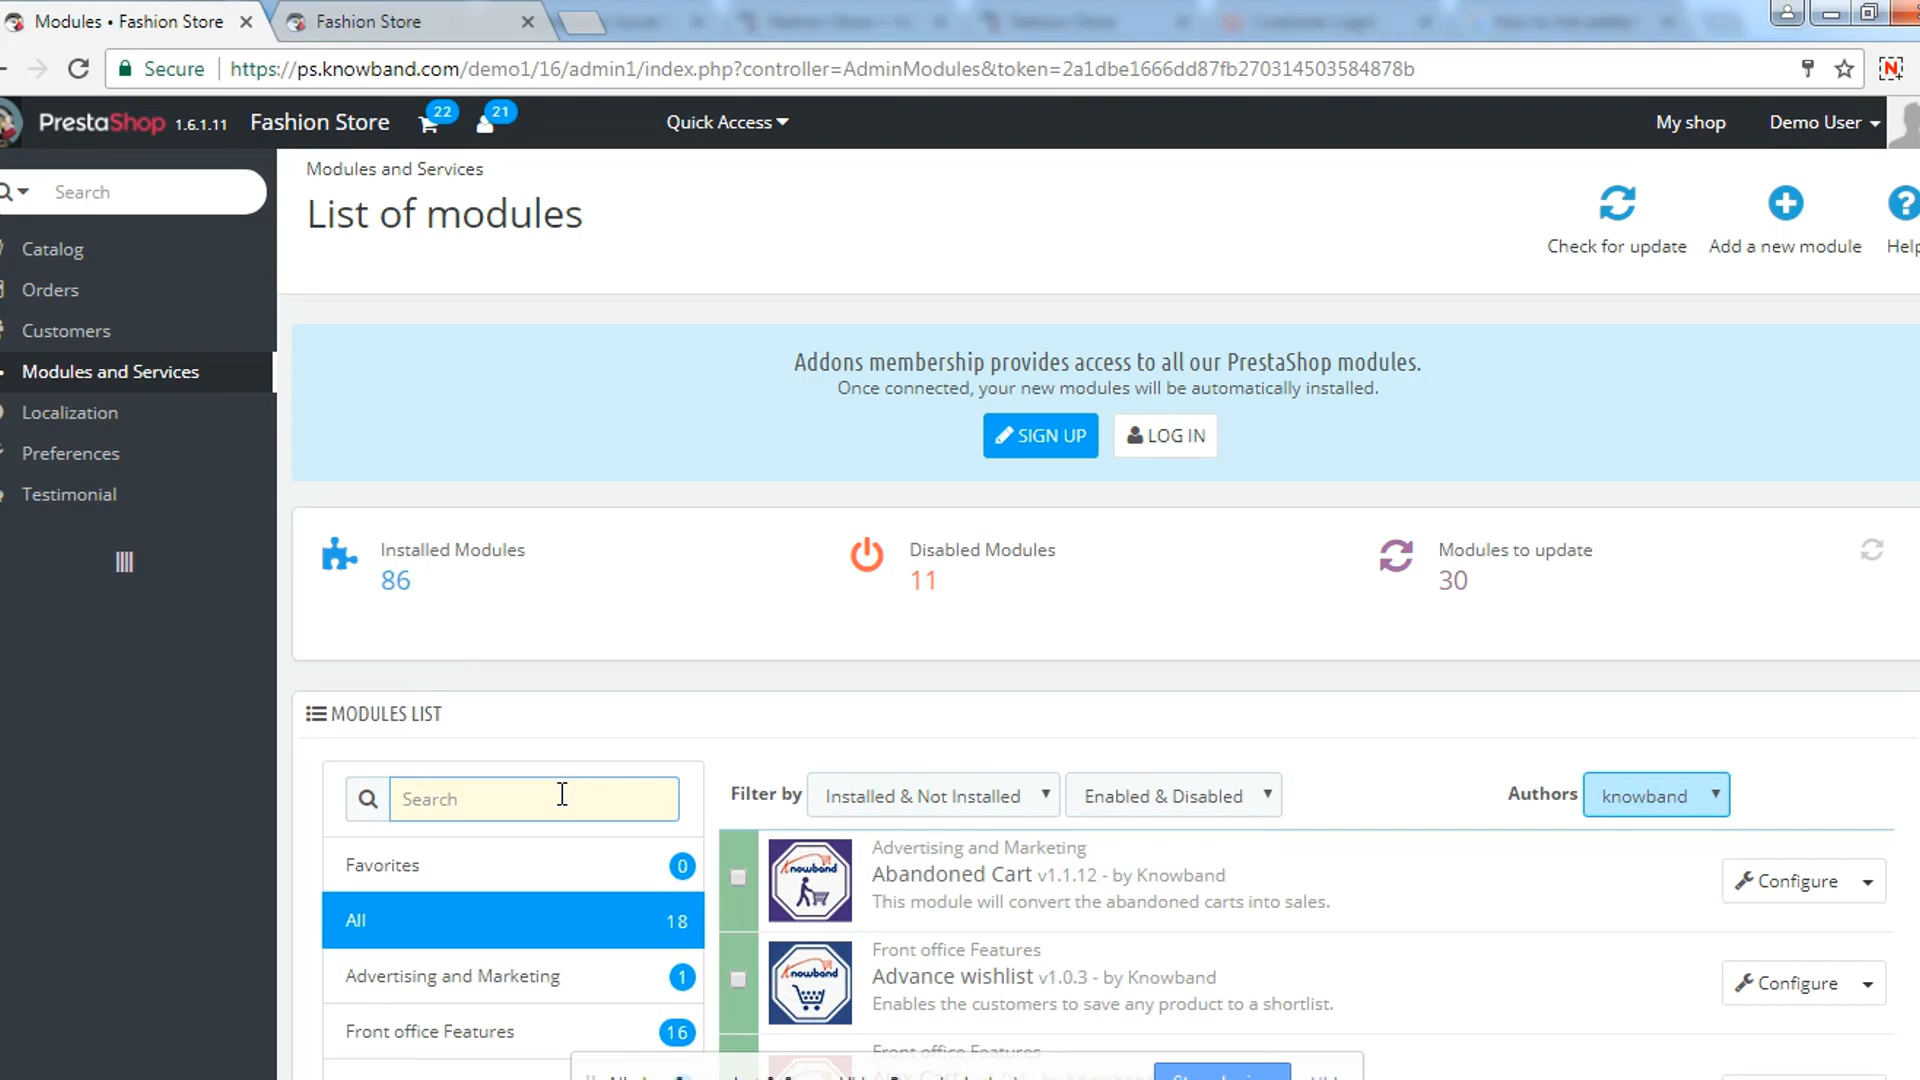 Modules • Fashion Store
Fashion Store
Secure
https://ps.knowband.com/demo1/16/admin1/index.php?controller=AdminModules&token=2a1dbe1666dd87fb270314503584878b
PrestaShop 1.6.1.11
Fashion Store
22
21
Quick Access
My shop
Demo User
Search
Catalog
Orders
Customers
Modules and Services
Localization
Preferences
Testimonial
Modules and Services
List of modules
Check for update
Add a new module
Help
Addons membership provides access to all our PrestaShop modules.
Once connected, your new modules will be automatically installed.
SIGN UP
LOG IN
Installed Modules
86
Disabled Modules
11
Modules to update
30
MODULES LIST
Search
Favorites 0
All 18
Advertising and Marketing 1
Front office Features 16
Filter by
Installed & Not Installed
Enabled & Disabled
Authors
knowband
Knowband
Advertising and Marketing
Abandoned Cart v1.1.12 - by Knowband
This module will convert the abandoned carts into sales.
Configure
Knowband
Front office Features
Advance wishlist v1.0.3 - by Knowband
Enables the customers to save any product to a shortlist.
Configure
Front office Features